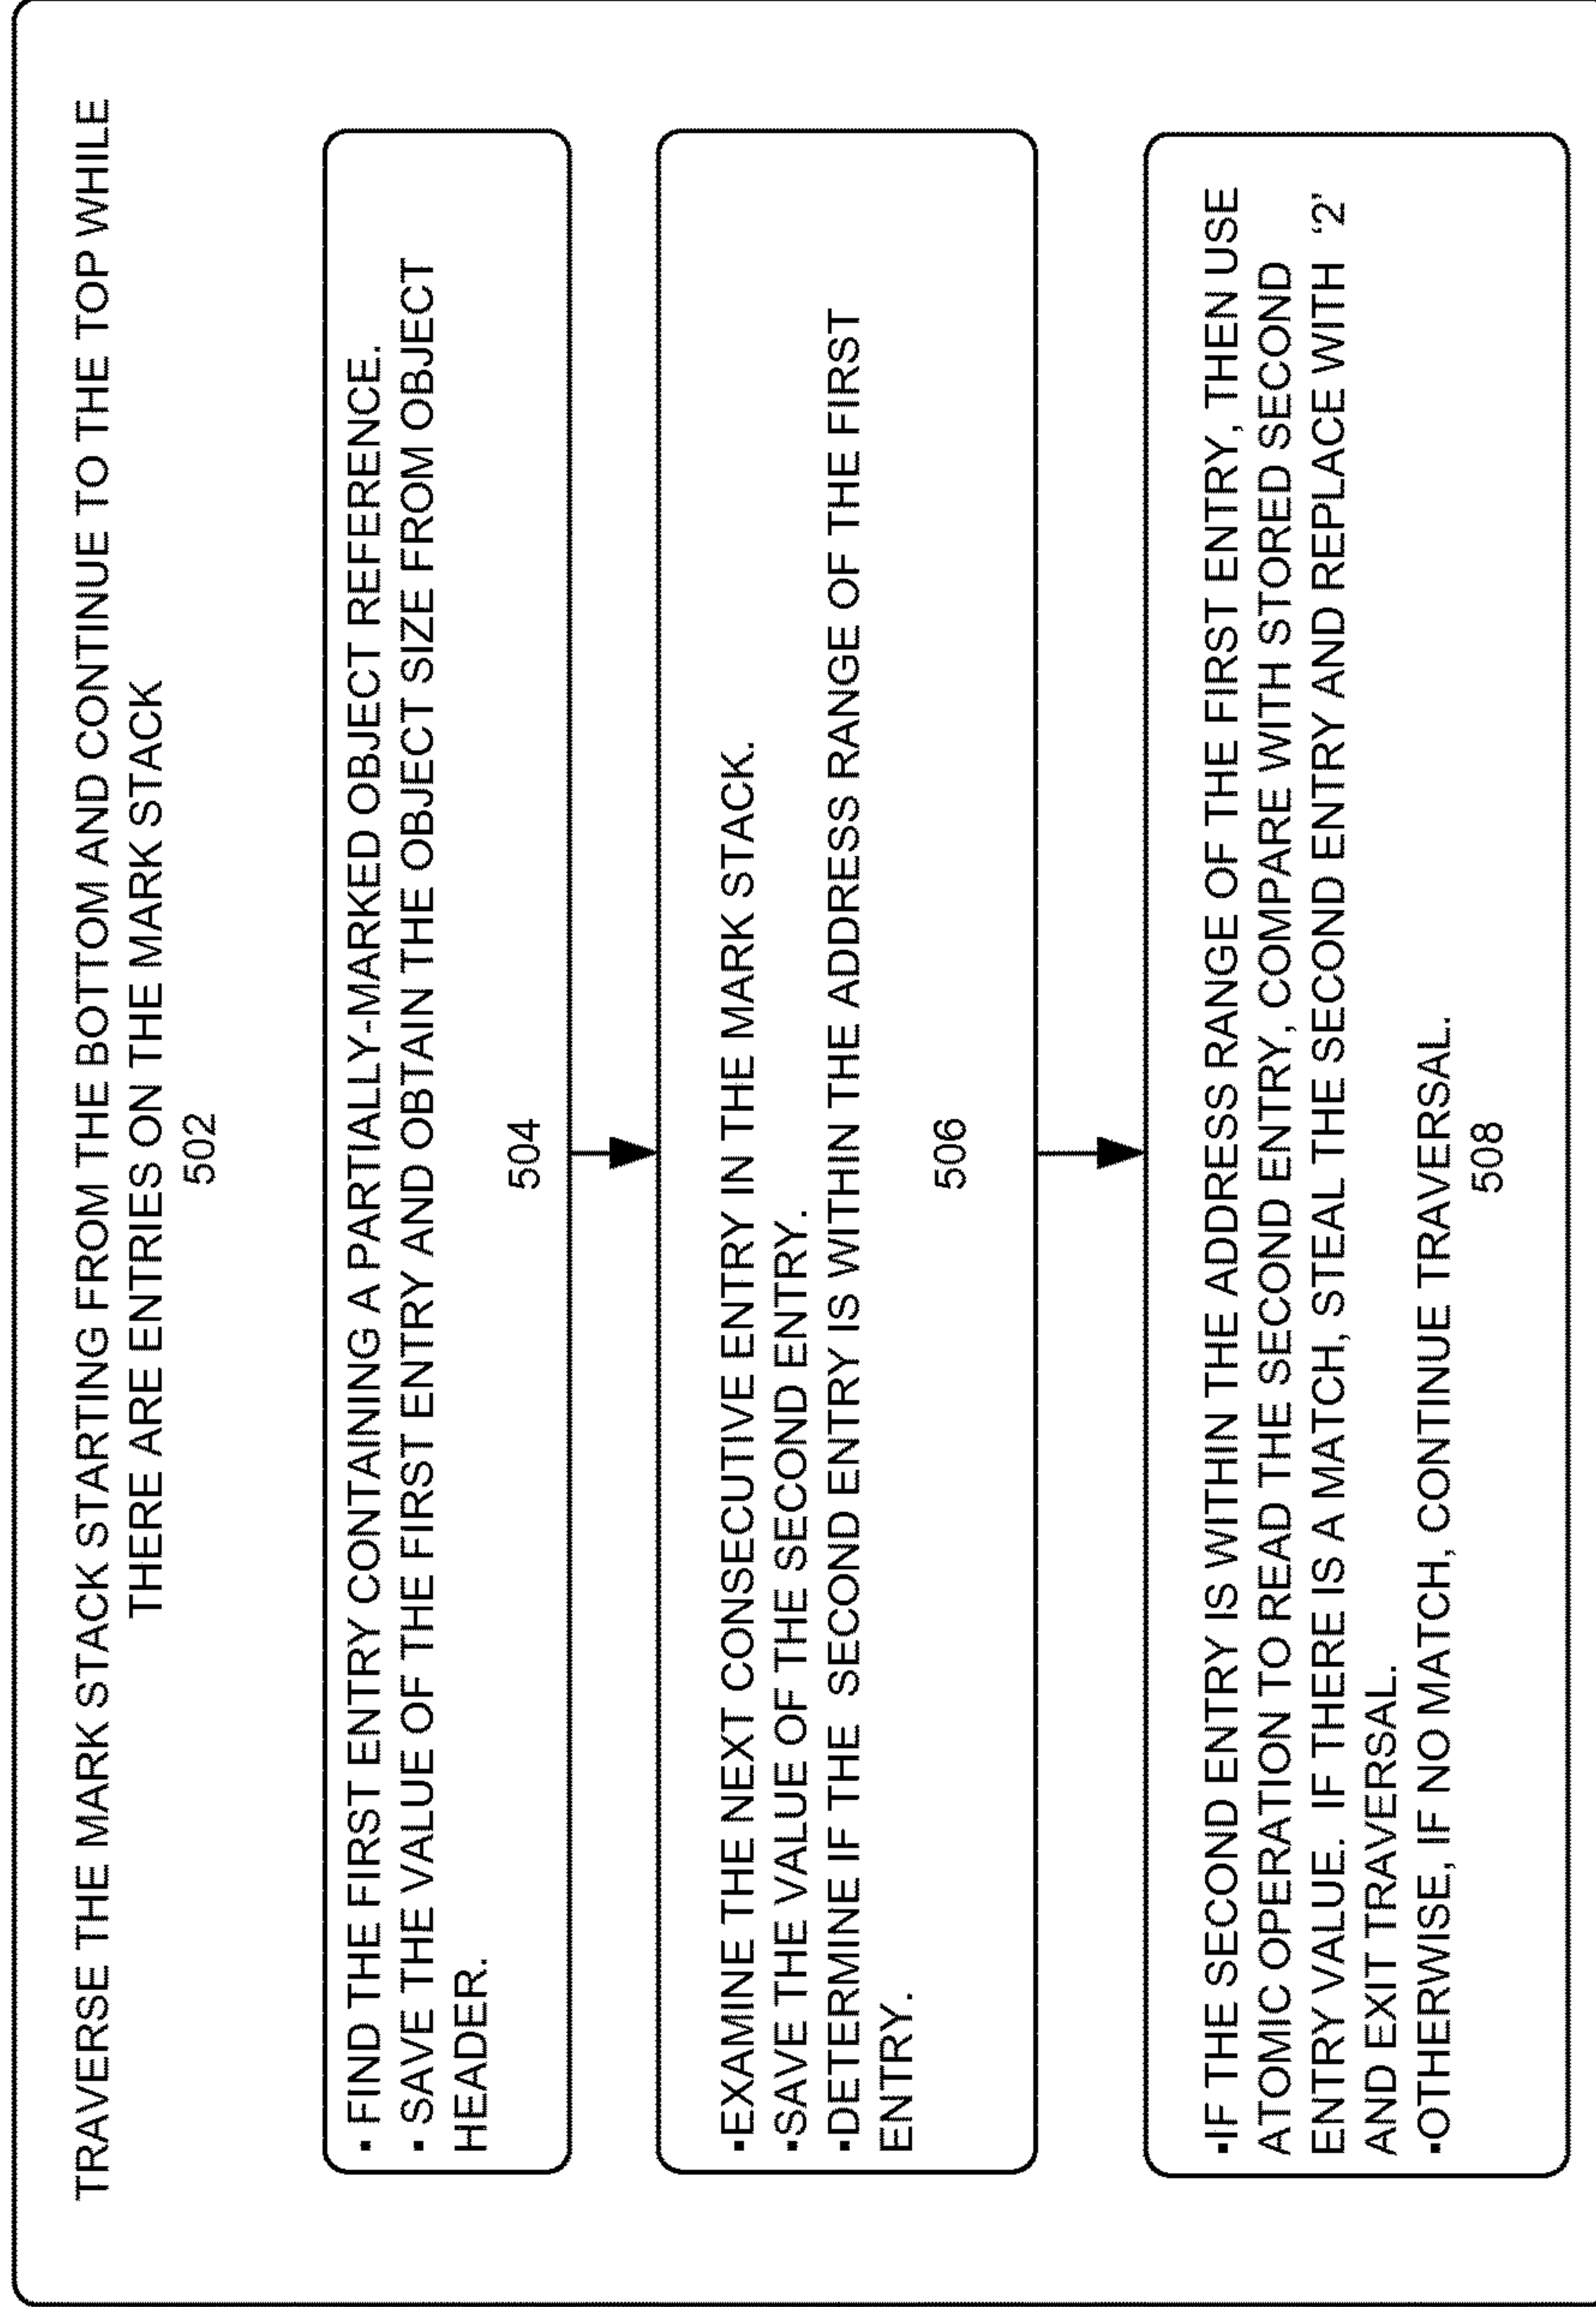 TRAVERSE THE MARK STACK STARTING FROM THE BOTTOM AND CONTINUE TO THE TOP WHILE
THERE ARE ENTRIES ON THE MARK STACK
502
▪ FIND THE FIRST ENTRY CONTAINING A PARTIALLY-MARKED OBJECT REFERENCE.
▪ SAVE THE VALUE OF THE FIRST ENTRY AND OBTAIN THE OBJECT SIZE FROM OBJECT
HEADER.
504
▪EXAMINE THE NEXT CONSECUTIVE ENTRY IN THE MARK STACK.
▪SAVE THE VALUE OF THE SECOND ENTRY.
▪DETERMINE IF THE SECOND ENTRY IS WITHIN THE ADDRESS RANGE OF THE FIRST
ENTRY.
506
▪IF THE SECOND ENTRY IS WITHIN THE ADDRESS RANGE OF THE FIRST ENTRY, THEN USE
ATOMIC OPERATION TO READ THE SECOND ENTRY, COMPARE WITH STORED SECOND
ENTRY VALUE. IF THERE IS A MATCH, STEAL THE SECOND ENTRY AND REPLACE WITH ‘2’
AND EXIT TRAVERSAL.
▪OTHERWISE, IF NO MATCH, CONTINUE TRAVERSAL.
508